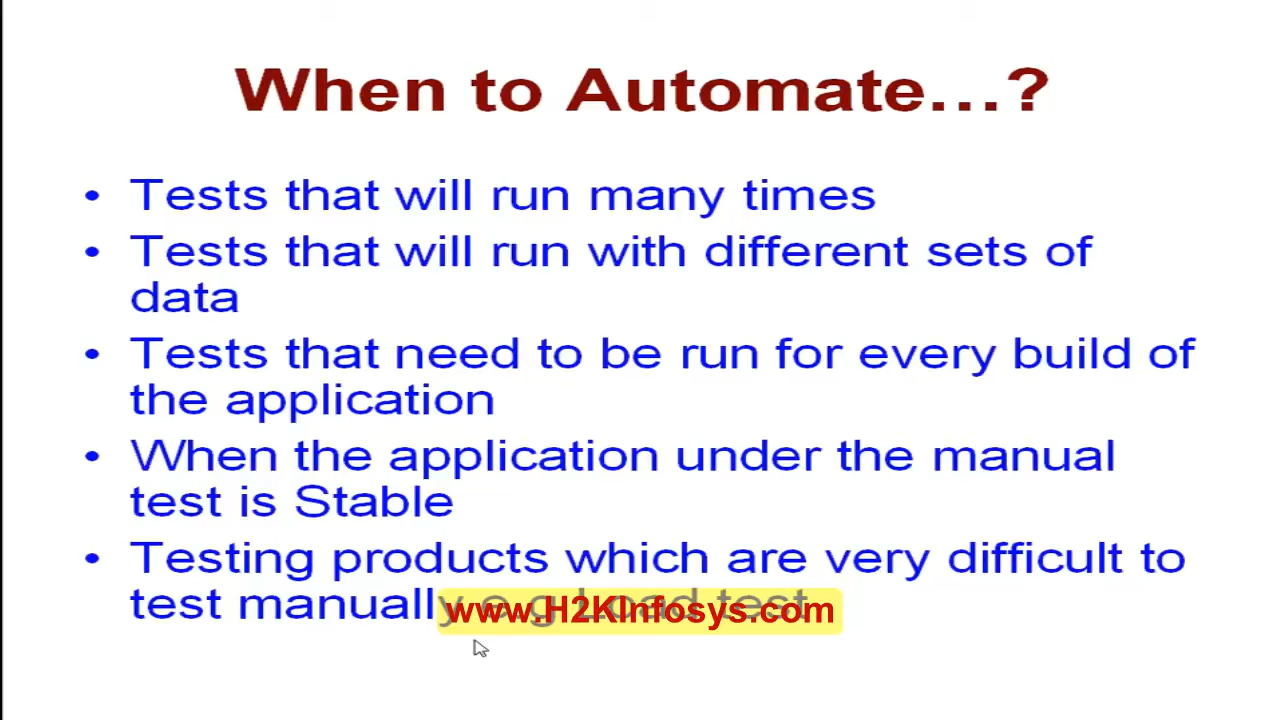 When to Automate...?
• Tests that will run many times
• Tests that will run with different sets of
data
• Tests that need to be run for every build of
the application
• When the application under the manual
test is Stable
• Testing products which are very difficult to
test manually e.g Load test
www.H2KInfosys.com